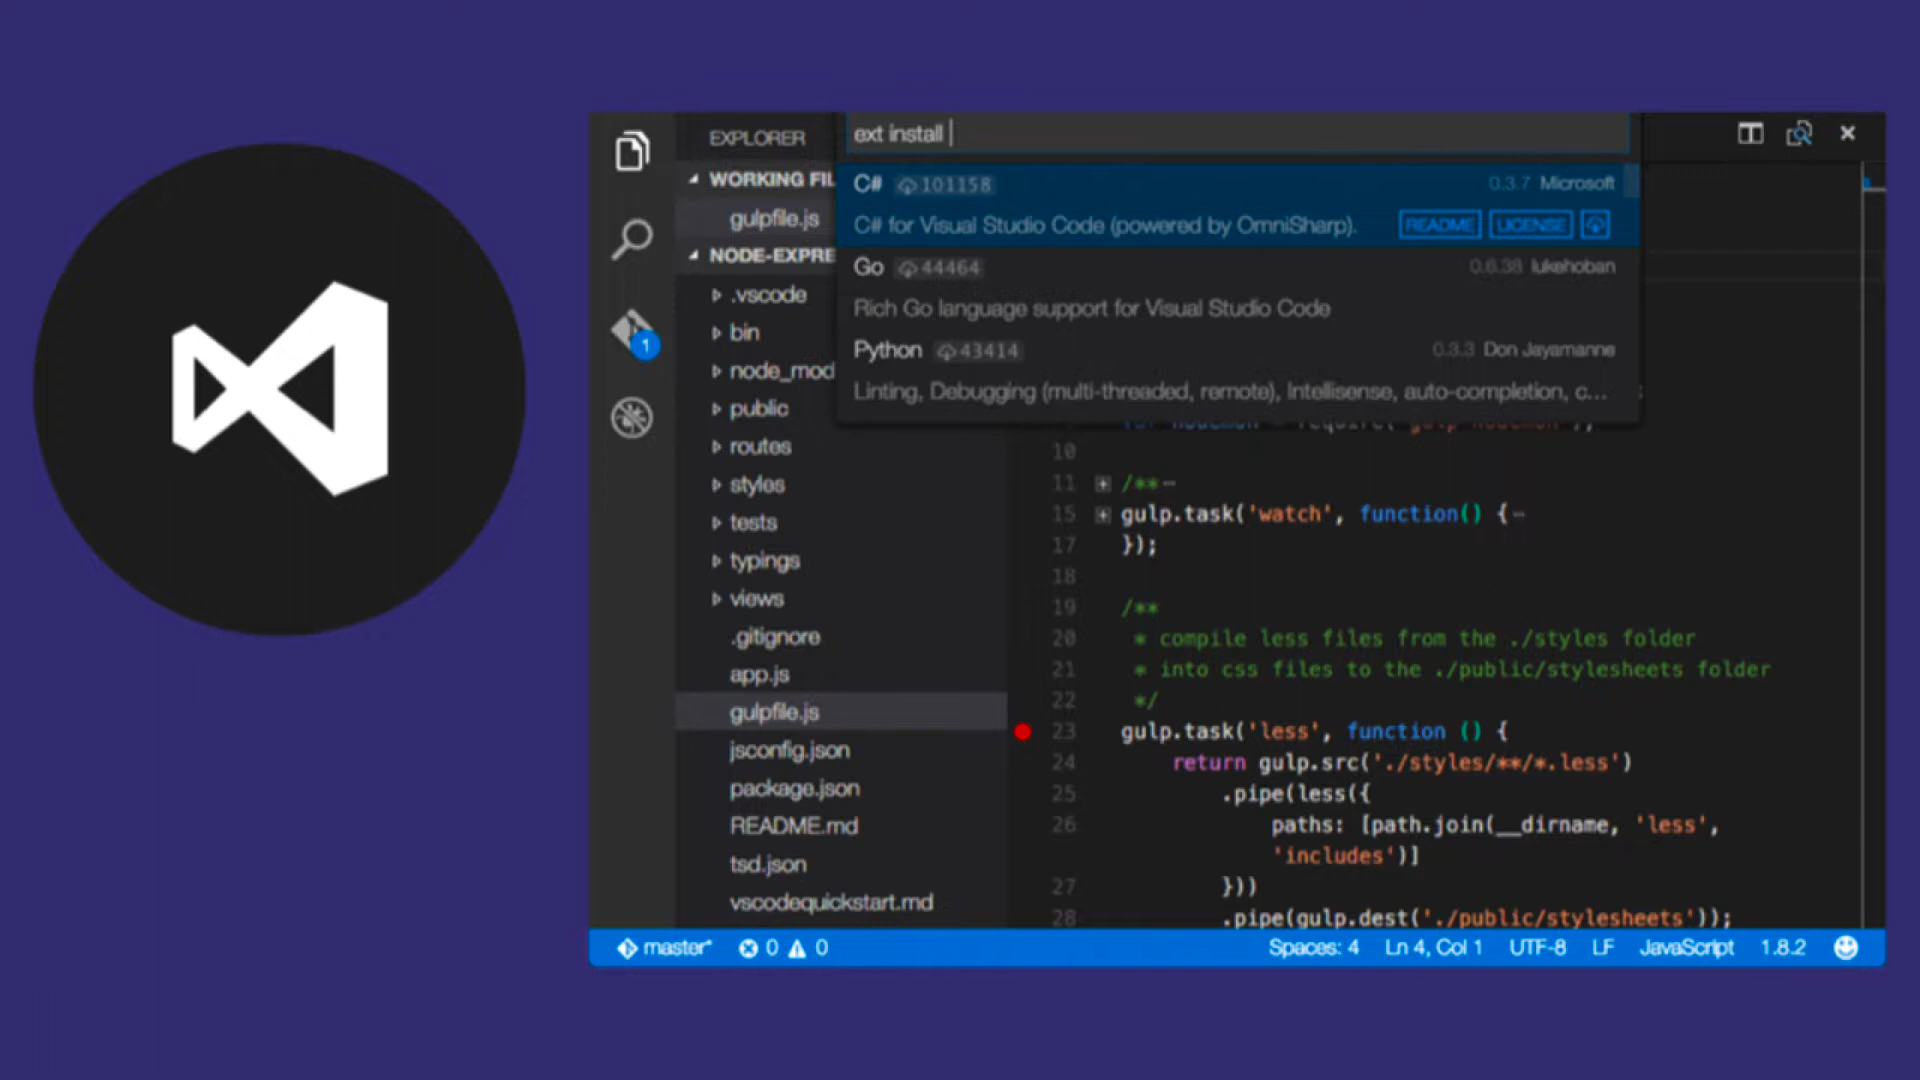 EXPLORER
WORKING FIL
gulpfile.js
NODE-EXPRE
.vscode
bin
node_mod
public
routes
styles
tests
typings
views
.gitignore
app.js
gulpfile.js
jsconfig.json
package.json
README.md
tsd.json
vscodequickstart.md
1
ext install
C# 101158 0.3.7 Microsoft
C# for Visual Studio Code (powered by OmniSharp). README LICENSE
Go 44464 0.6.38 lukehoban
Rich Go language support for Visual Studio Code
Python 43414 0.3.3 Don Jayamanne
Linting, Debugging (multi-threaded, remote), Intellisense, auto-completion, c...
10
11 /**
15 gulp.task('watch', function() {
17 });
18
19 /**
20 * compile less files from the ./styles folder
21 * into css files to the ./public/stylesheets folder
22 */
23 gulp.task('less', function () {
24 return gulp.src('./styles/**/*.less')
25 .pipe(less({
26 paths: [path.join(__dirname, 'less',
'includes')]
27 }))
28 .pipe(gulp.dest('./public/stylesheets'));
master* 0 0 Spaces: 4 Ln 4, Col 1 UTF-8 LF JavaScript 1.8.2